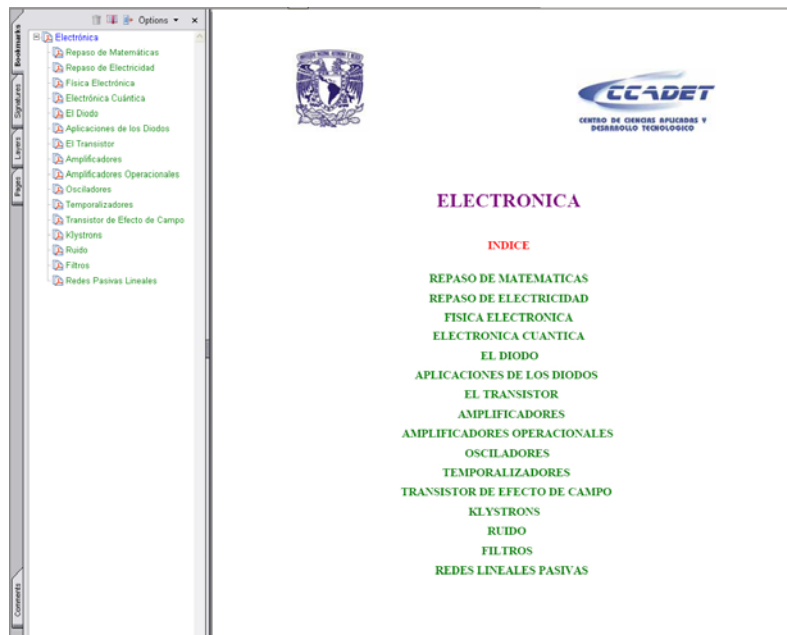 Options
Bookmarks
Signatures
Layers
Pages
Comments
Electrónica
Repaso de Matemáticas
Repaso de Electricidad
Física Electrónica
Electrónica Cuántica
El Diodo
Aplicaciones de los Diodos
El Transistor
Amplificadores
Amplificadores Operacionales
Osciladores
Temporalizadores
Transistor de Efecto de Campo
Klystrons
Ruido
Filtros
Redes Pasivas Lineales
CCADET
CENTRO DE CIENCIAS APLICADAS Y
DESARROLLO TECNOLOGICO
ELECTRONICA
INDICE
REPASO DE MATEMATICAS
REPASO DE ELECTRICIDAD
FISICA ELECTRONICA
ELECTRONICA CUANTICA
EL DIODO
APLICACIONES DE LOS DIODOS
EL TRANSISTOR
AMPLIFICADORES
AMPLIFICADORES OPERACIONALES
OSCILADORES
TEMPORALIZADORES
TRANSISTOR DE EFECTO DE CAMPO
KLYSTRONS
RUIDO
FILTROS
REDES LINEALES PASIVAS